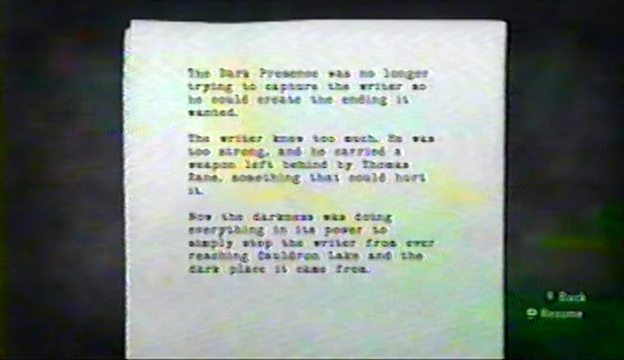 The Dark Presence was no longer
trying to capture the writer so
he could create the ending it
wanted.
The writer knew too much. He was
too strong, and he carried a
weapon left behind by Thomas
Zane, something that could hurt
it.
Now the darkness was doing
everything in its power to
simply stop the writer from ever
reaching Cauldron Lake and the
dark place it came from.
Back
Resume